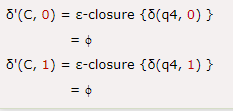 δ'(C, 0) = ε-closure {δ(q4, 0) }
= ϕ
δ'(C, 1) = ε-closure {δ(q4, 1) }
= ϕ